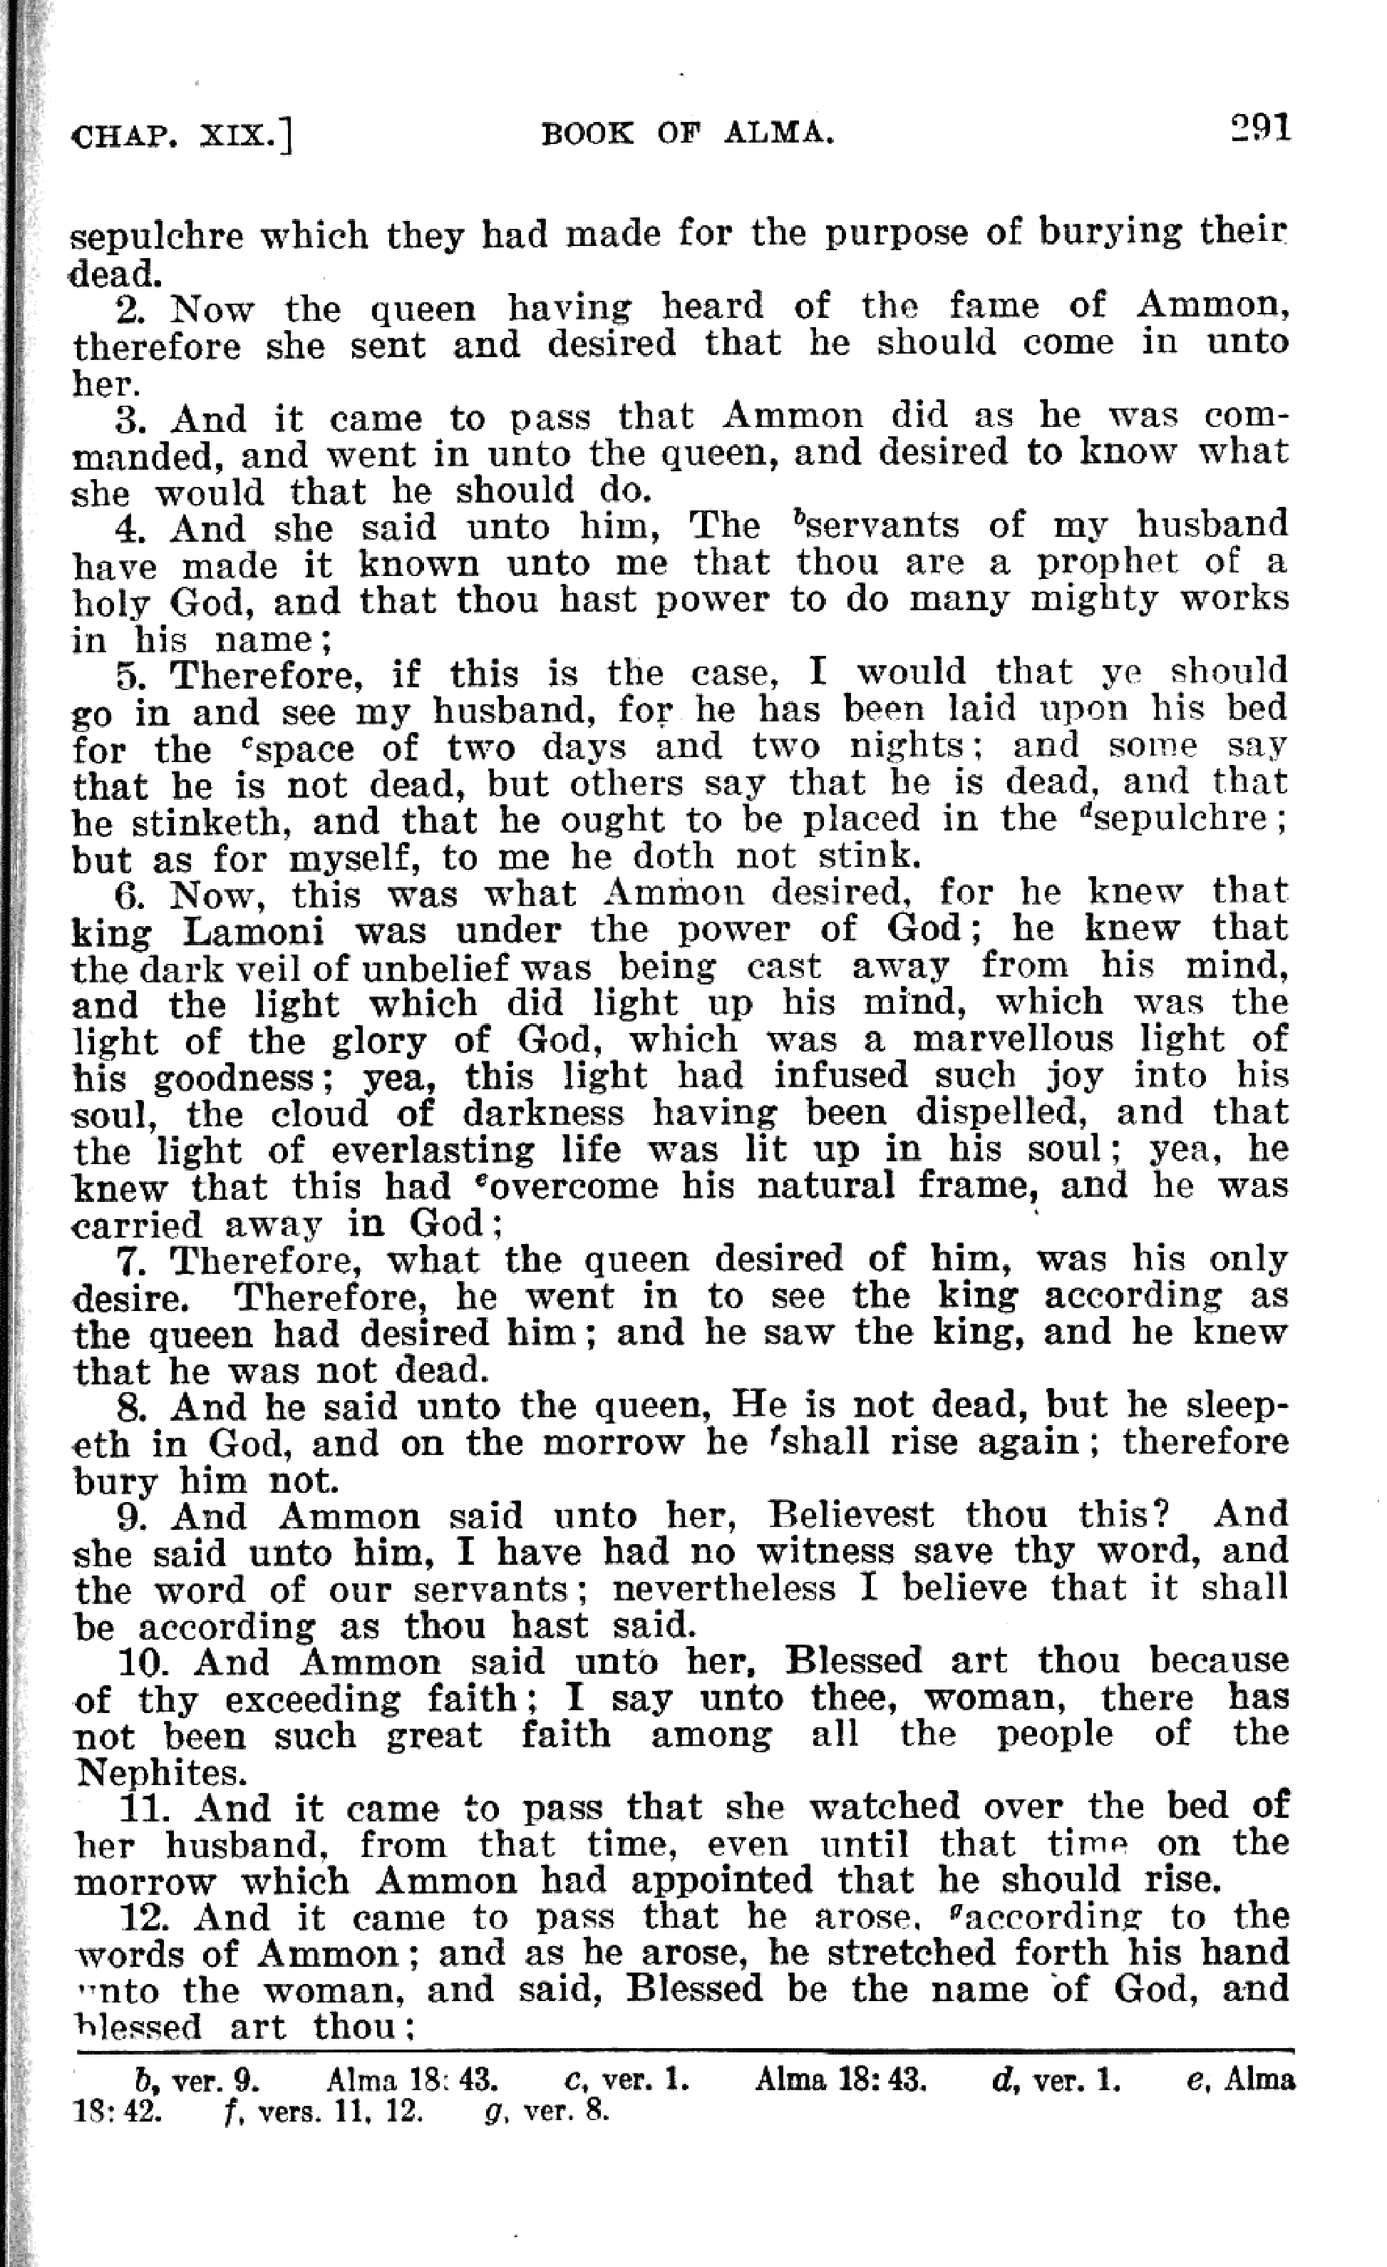 CHAP. XIX.] BOOK OF ALMA. 291
sepulchre which they had made for the purpose of burying their
dead.
2. Now the queen having heard of the fame of Ammon,
therefore she sent and desired that he should come in unto
her.
3. And it came to pass that Ammon did as he was com-
manded, and went in unto the queen, and desired to know what
she would that he should do.
4. And she said unto him, The ᵇservants of my husband
have made it known unto me that thou are a prophet of a
holy God, and that thou hast power to do many mighty works
in his name;
5. Therefore, if this is the case, I would that ye should
go in and see my husband, for he has been laid upon his bed
for the ᶜspace of two days and two nights; and some say
that he is not dead, but others say that he is dead, and that
he stinketh, and that he ought to be placed in the ᵈsepulchre;
but as for myself, to me he doth not stink.
6. Now, this was what Ammon desired, for he knew that
king Lamoni was under the power of God; he knew that
the dark veil of unbelief was being cast away from his mind,
and the light which did light up his mind, which was the
light of the glory of God, which was a marvellous light of
his goodness; yea, this light had infused such joy into his
soul, the cloud of darkness having been dispelled, and that
the light of everlasting life was lit up in his soul; yea, he
knew that this had ᵉovercome his natural frame, and he was
carried away in God;
7. Therefore, what the queen desired of him, was his only
desire. Therefore, he went in to see the king according as
the queen had desired him; and he saw the king, and he knew
that he was not dead.
8. And he said unto the queen, He is not dead, but he sleep-
eth in God, and on the morrow he ᶠshall rise again; therefore
bury him not.
9. And Ammon said unto her, Believest thou this? And
she said unto him, I have had no witness save thy word, and
the word of our servants; nevertheless I believe that it shall
be according as thou hast said.
10. And Ammon said unto her, Blessed art thou because
of thy exceeding faith; I say unto thee, woman, there has
not been such great faith among all the people of the
Nephites.
11. And it came to pass that she watched over the bed of
her husband, from that time, even until that time on the
morrow which Ammon had appointed that he should rise.
12. And it came to pass that he arose, ᵍaccording to the
words of Ammon; and as he arose, he stretched forth his hand
unto the woman, and said, Blessed be the name of God, and
blessed art thou:
b, ver. 9. Alma 18:43. c, ver. 1. Alma 18:43. d, ver. 1. e, Alma
18:42. f, vers. 11, 12. g, ver. 8.